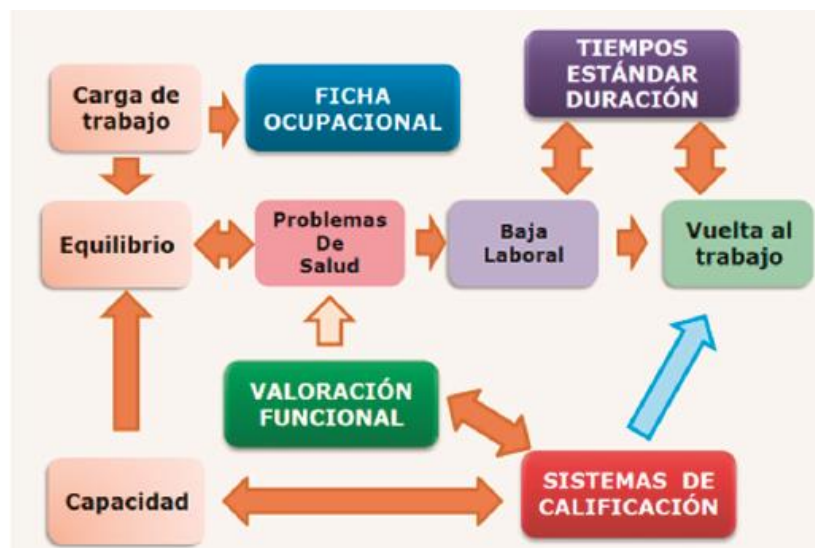 Carga de
trabajo
FICHA
OCUPACIONAL
TIEMPOS
ESTÁNDAR
DURACIÓN
Equilibrio
Problemas
De
Salud
Baja
Laboral
Vuelta al
trabajo
VALORACIÓN
FUNCIONAL
Capacidad
SISTEMAS DE
CALIFICACIÓN